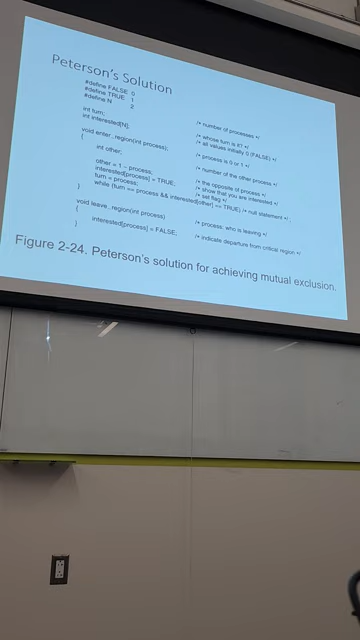 Peterson's Solution
#define FALSE 0
#define TRUE 1
#define N 2 /* number of processes */
int turn; /* whose turn is it? */
int interested[N]; /* all values initially 0 (FALSE) */
void enter_region(int process); /* process is 0 or 1 */
{
int other; /* number of the other process */
other = 1 - process; /* the opposite of process */
interested[process] = TRUE; /* show that you are interested */
turn = process; /* set flag */
while (turn == process && interested[other] == TRUE) /* null statement */ ;
}
void leave_region(int process) /* process: who is leaving */
{
interested[process] = FALSE; /* indicate departure from critical region */
}
Figure 2-24. Peterson's solution for achieving mutual exclusion.